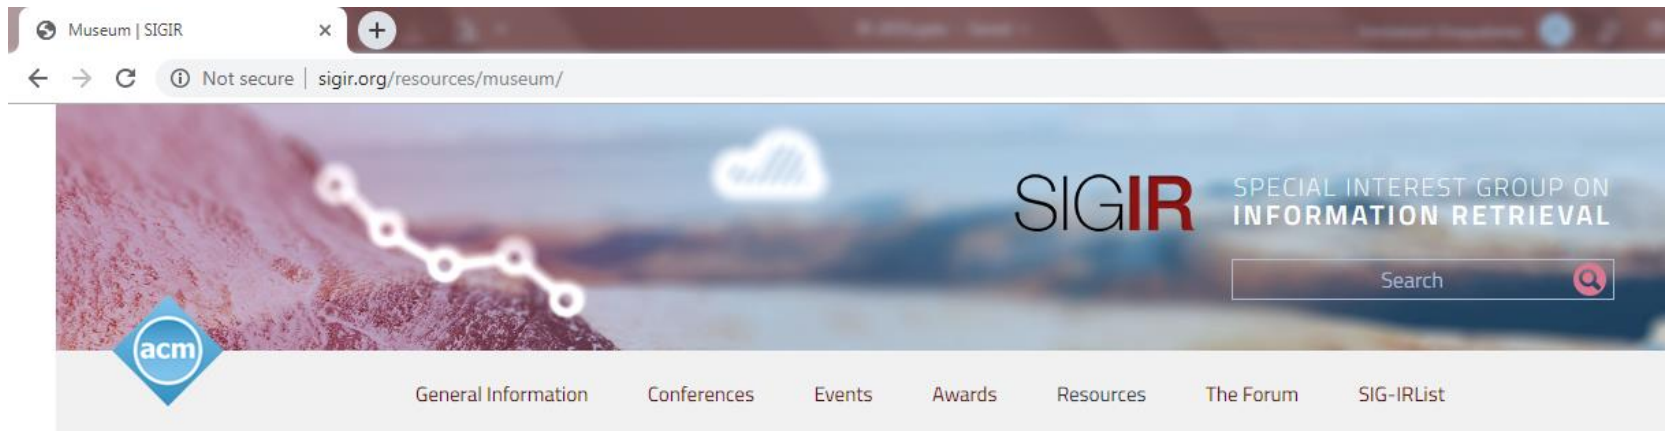 Museum | SIGIR
Not secure | sigir.org/resources/museum/
SIGIR
SPECIAL INTEREST GROUP ON
INFORMATION RETRIEVAL
Search
acm
General Information Conferences Events Awards Resources The Forum SIG-IRList